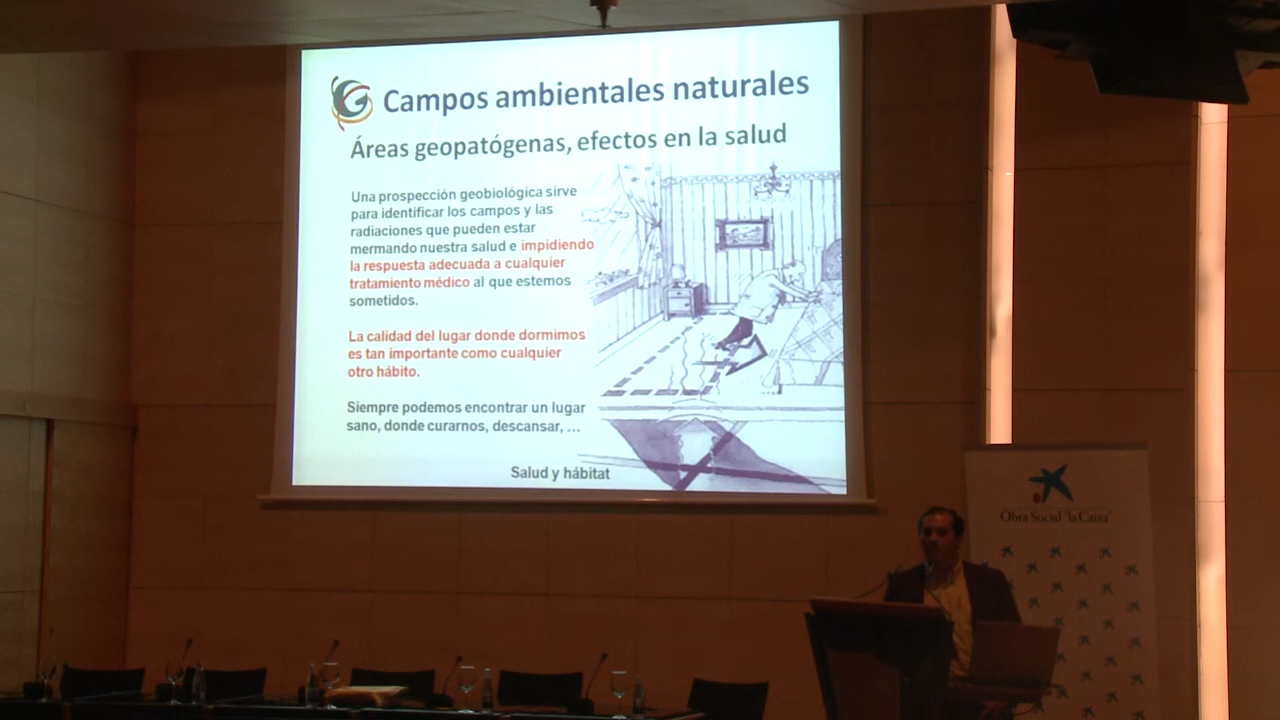 Campos ambientales naturales
Áreas geopatógenas, efectos en la salud
Una prospección geobiológica sirve
para identificar los campos y las
radiaciones que pueden estar
mermando nuestra salud e impidiendo
la respuesta adecuada a cualquier
tratamiento médico al que estemos
sometidos.
La calidad del lugar donde dormimos
es tan importante como cualquier
otro hábito.
Siempre podemos encontrar un lugar
sano, donde curarnos, descansar, ...
Salud y hábitat
Obra Social "la Caixa"